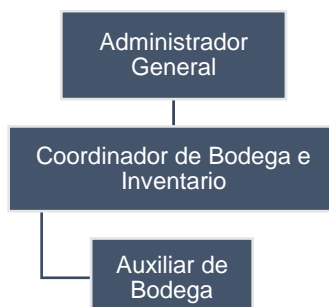 Administrador
General
Coordinador de Bodega e
Inventario
Auxiliar de
Bodega